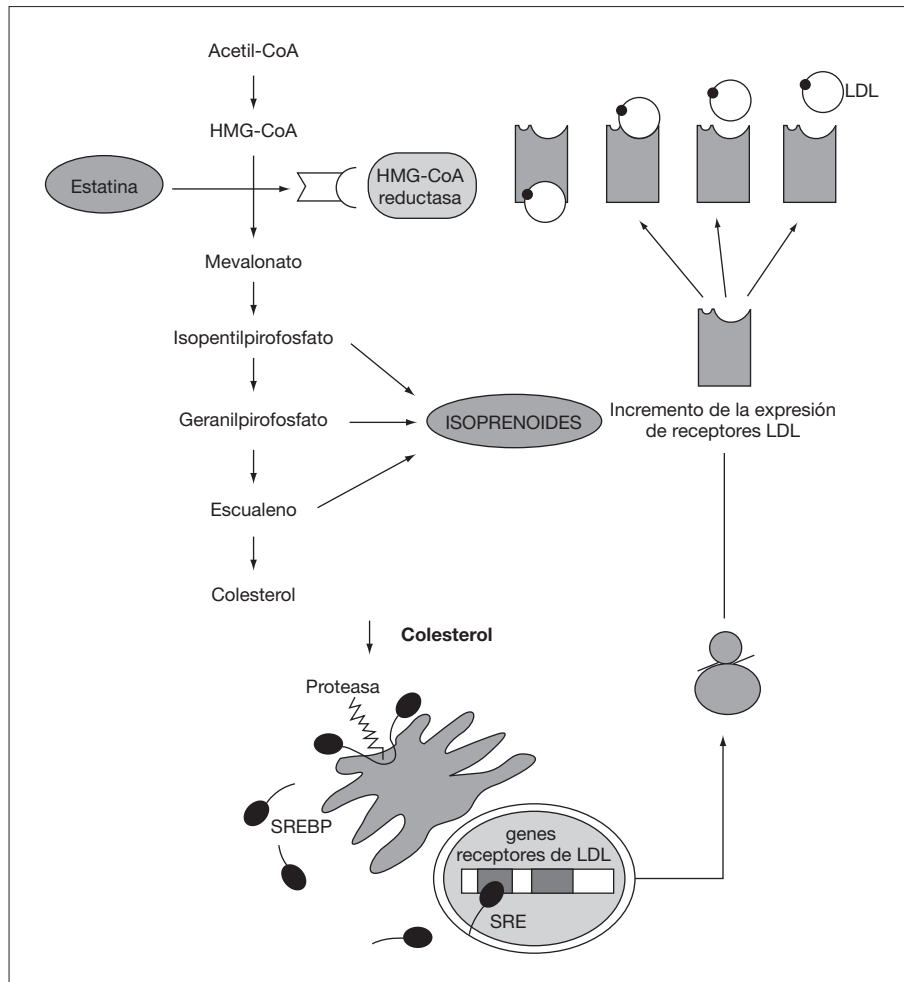 Acetil-CoA
HMG-CoA
Estatina
HMG-CoA
reductasa
LDL
Mevalonato
Isopentilpirofosfato
Geranilpirofosfato
ISOPRENOIDES
Incremento de la expresión
de receptores LDL
Escualeno
Colesterol
Colesterol
Proteasa
SREBP
genes
receptores de LDL
SRE